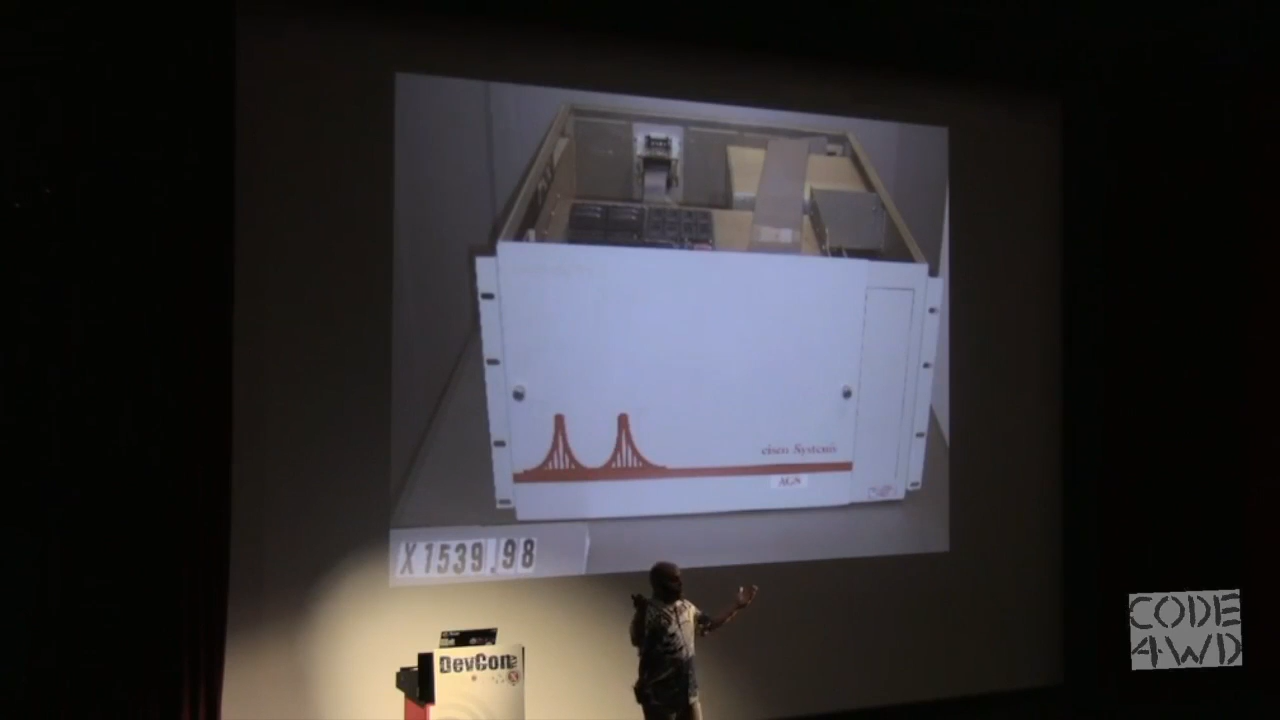 cisco Systems
AGS
X1539.98
DevCon
CODE
4WD